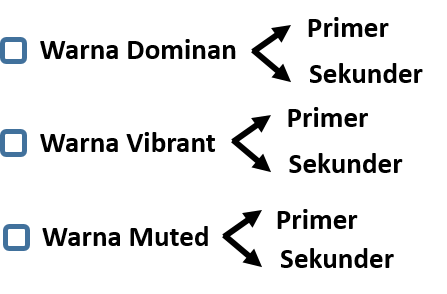 Primer
Warna Dominan
Sekunder
Primer
Warna Vibrant
Sekunder
Primer
Warna Muted
Sekunder